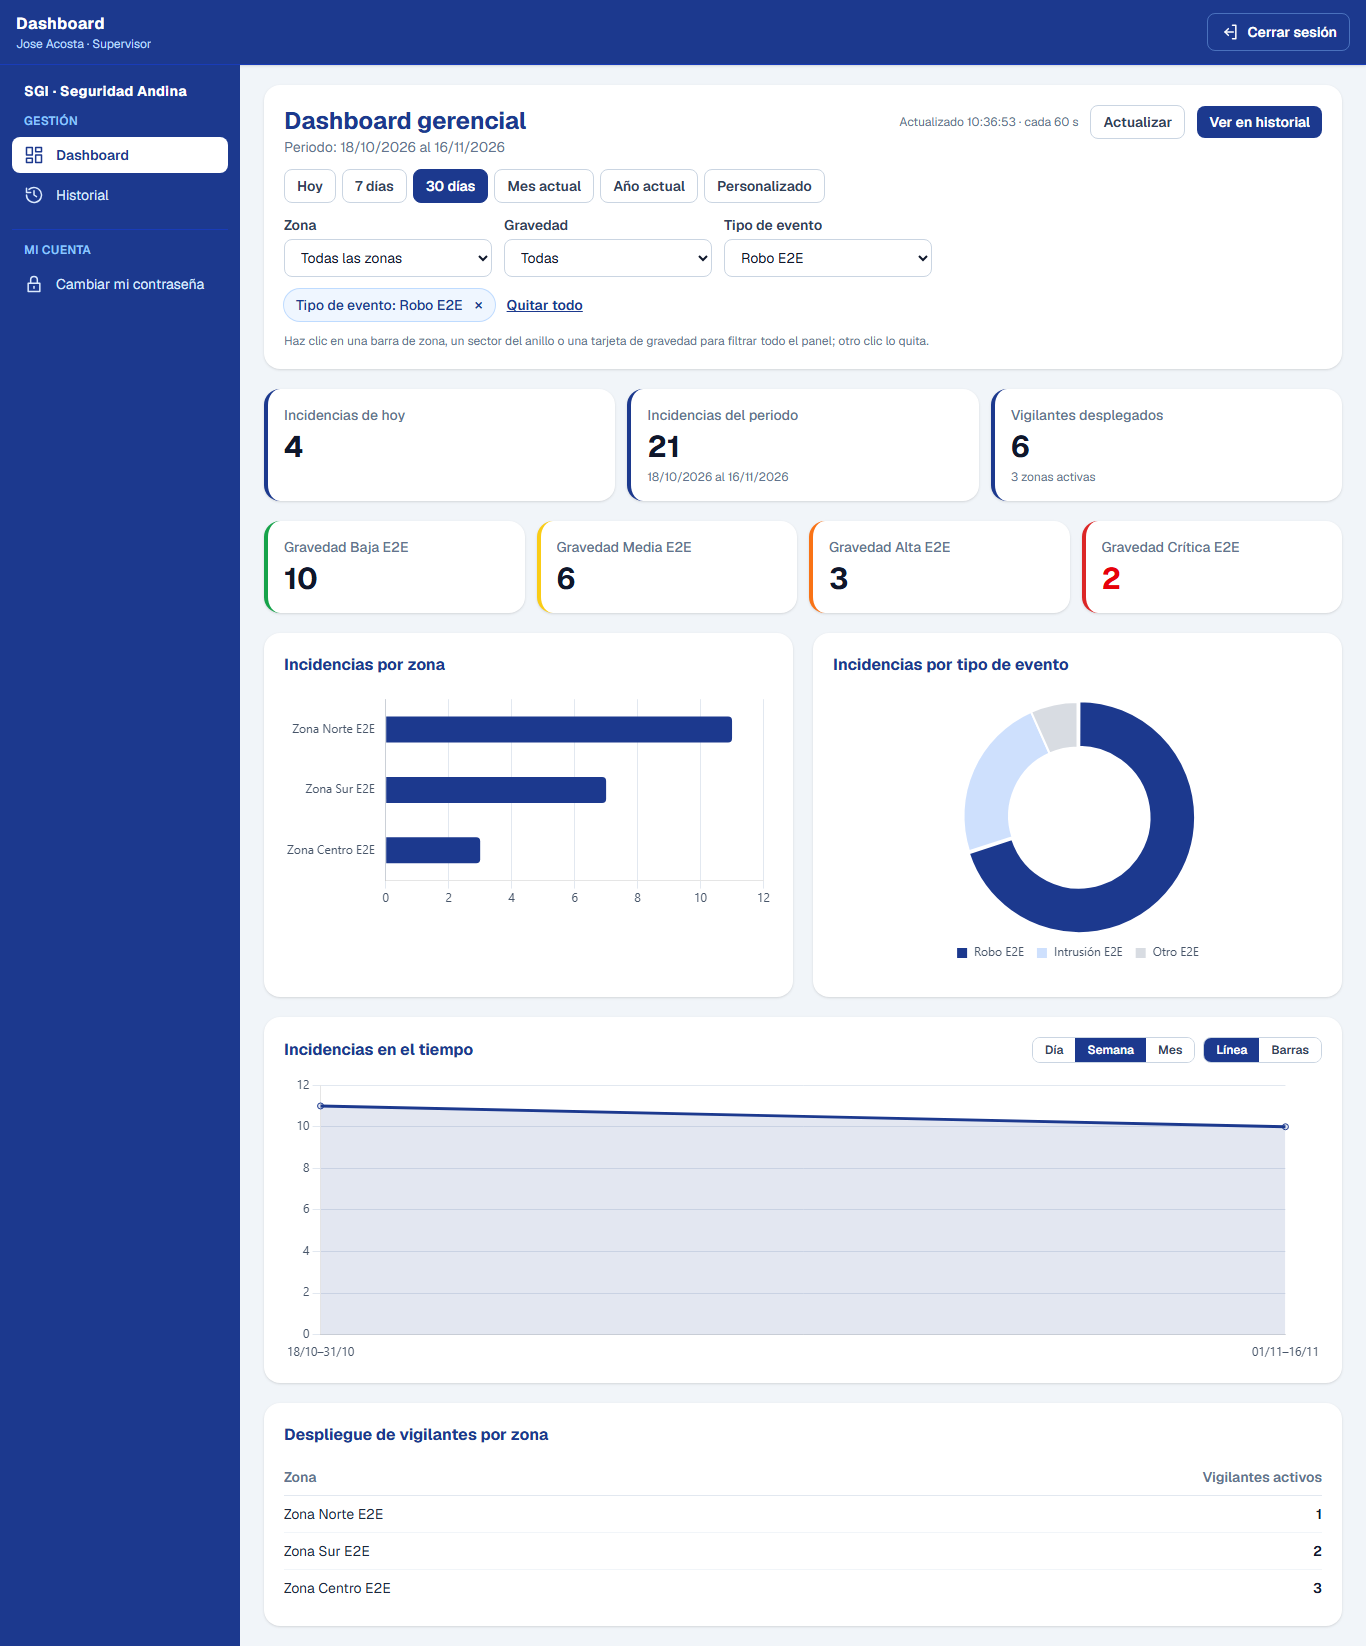 Dashboard
Jose Acosta · Supervisor
Cerrar sesión
SGI · Seguridad Andina
GESTIÓN
Dashboard
Historial
MI CUENTA
Cambiar mi contraseña
Dashboard gerencial
Actualizado 10:36:53 · cada 60 s
Actualizar
Ver en historial
Periodo: 18/10/2026 al 16/11/2026
Hoy
7 días
30 días
Mes actual
Año actual
Personalizado
Zona
Gravedad
Tipo de evento
Todas las zonas
Todas
Robo E2E
Tipo de evento: Robo E2E ×
Quitar todo
Haz clic en una barra de zona, un sector del anillo o una tarjeta de gravedad para filtrar todo el panel; otro clic lo quita.
Incidencias de hoy
4
Incidencias del periodo
21
18/10/2026 al 16/11/2026
Vigilantes desplegados
6
3 zonas activas
Gravedad Baja E2E
10
Gravedad Media E2E
6
Gravedad Alta E2E
3
Gravedad Crítica E2E
2
Incidencias por zona
Zona Norte E2E
Zona Sur E2E
Zona Centro E2E
0 2 4 6 8 10 12
Incidencias por tipo de evento
Robo E2E
Intrusión E2E
Otro E2E
Incidencias en el tiempo
Día
Semana
Mes
Línea
Barras
12
10
8
6
4
2
0
18/10–31/10
01/11–16/11
Despliegue de vigilantes por zona
Zona
Vigilantes activos
Zona Norte E2E 1
Zona Sur E2E 2
Zona Centro E2E 3